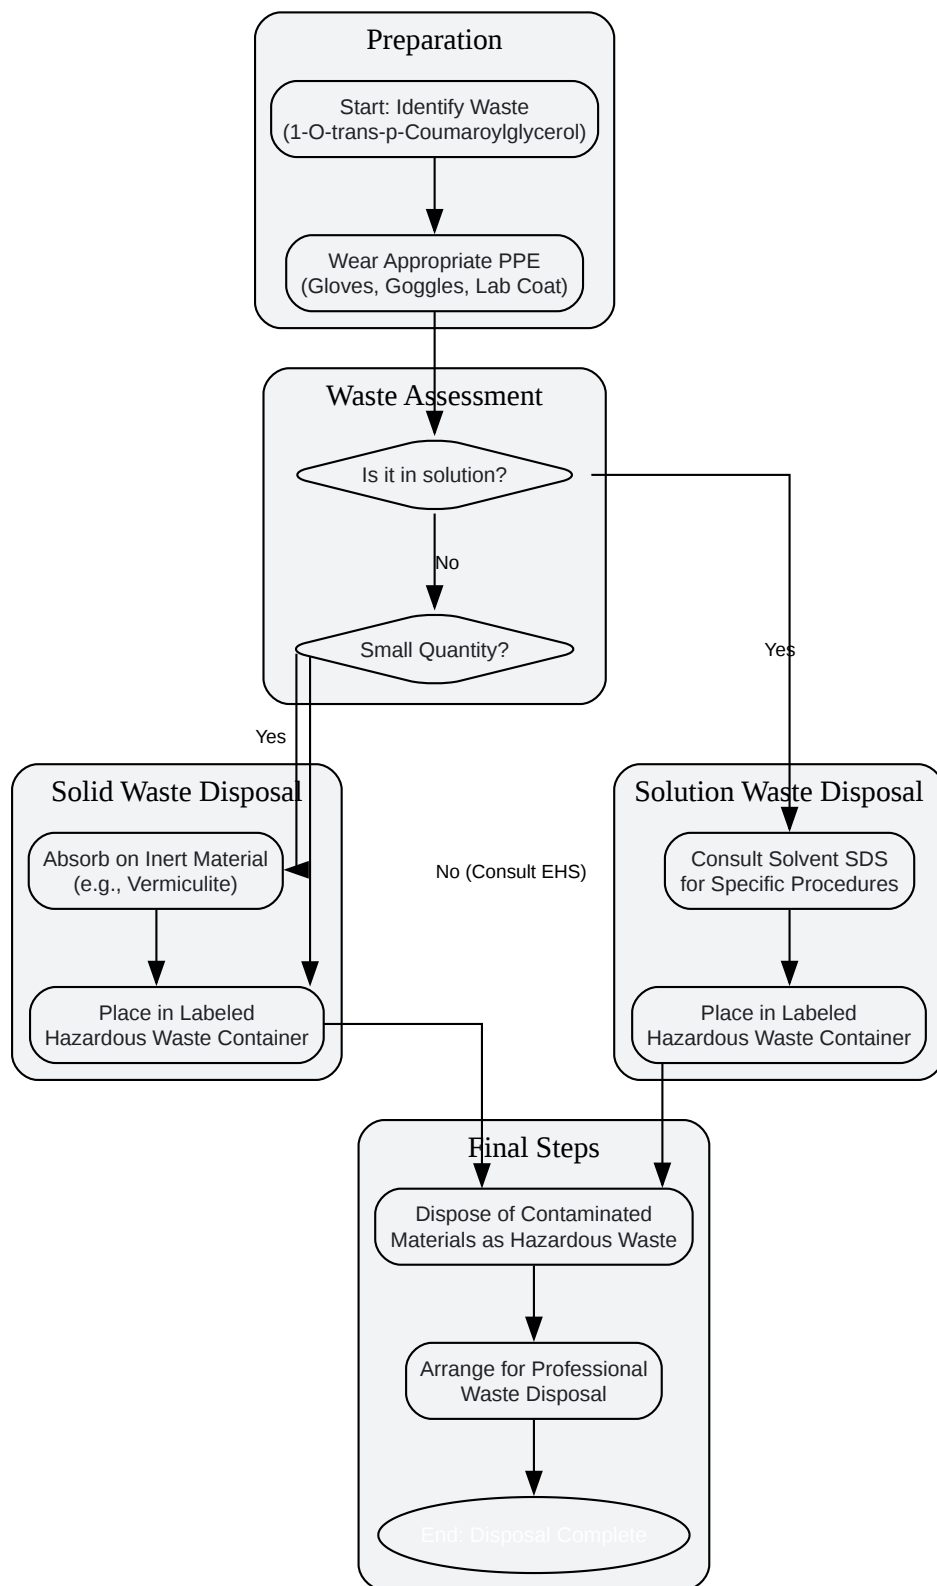 Preparation
Start: Identify Waste
(1-O-trans-p-Coumaroylglycerol)
Wear Appropriate PPE
(Gloves, Goggles, Lab Coat)
Waste Assessment
Is it in solution?
No
Small Quantity?
Yes
Yes
Solid Waste Disposal
Absorb on Inert Material
(e.g., Vermiculite)
No (Consult EHS)
Place in Labeled
Hazardous Waste Container
Solution Waste Disposal
Consult Solvent SDS
for Specific Procedures
Place in Labeled
Hazardous Waste Container
Final Steps
Dispose of Contaminated
Materials as Hazardous Waste
Arrange for Professional
Waste Disposal
End: Disposal Complete